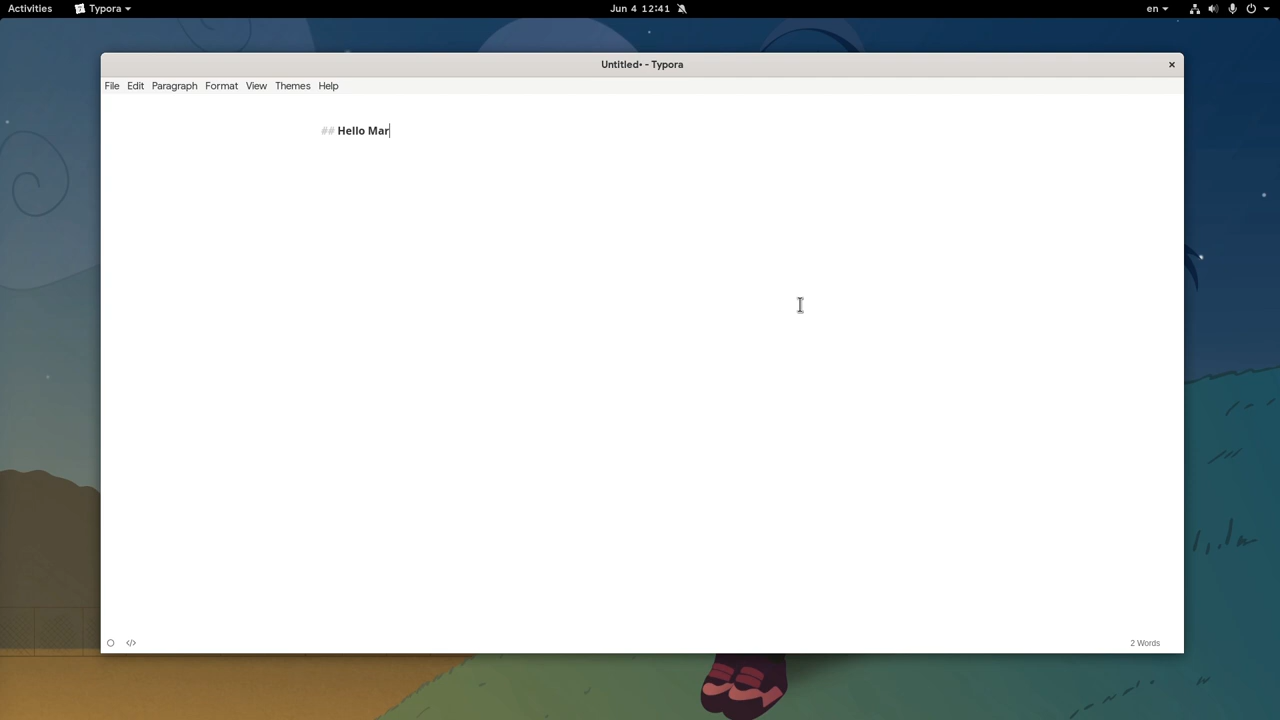 Activities Typora Jun 4 12:41 en
Untitled• - Typora ×
File Edit Paragraph Format View Themes Help
## Hello Mar
</> 2 Words